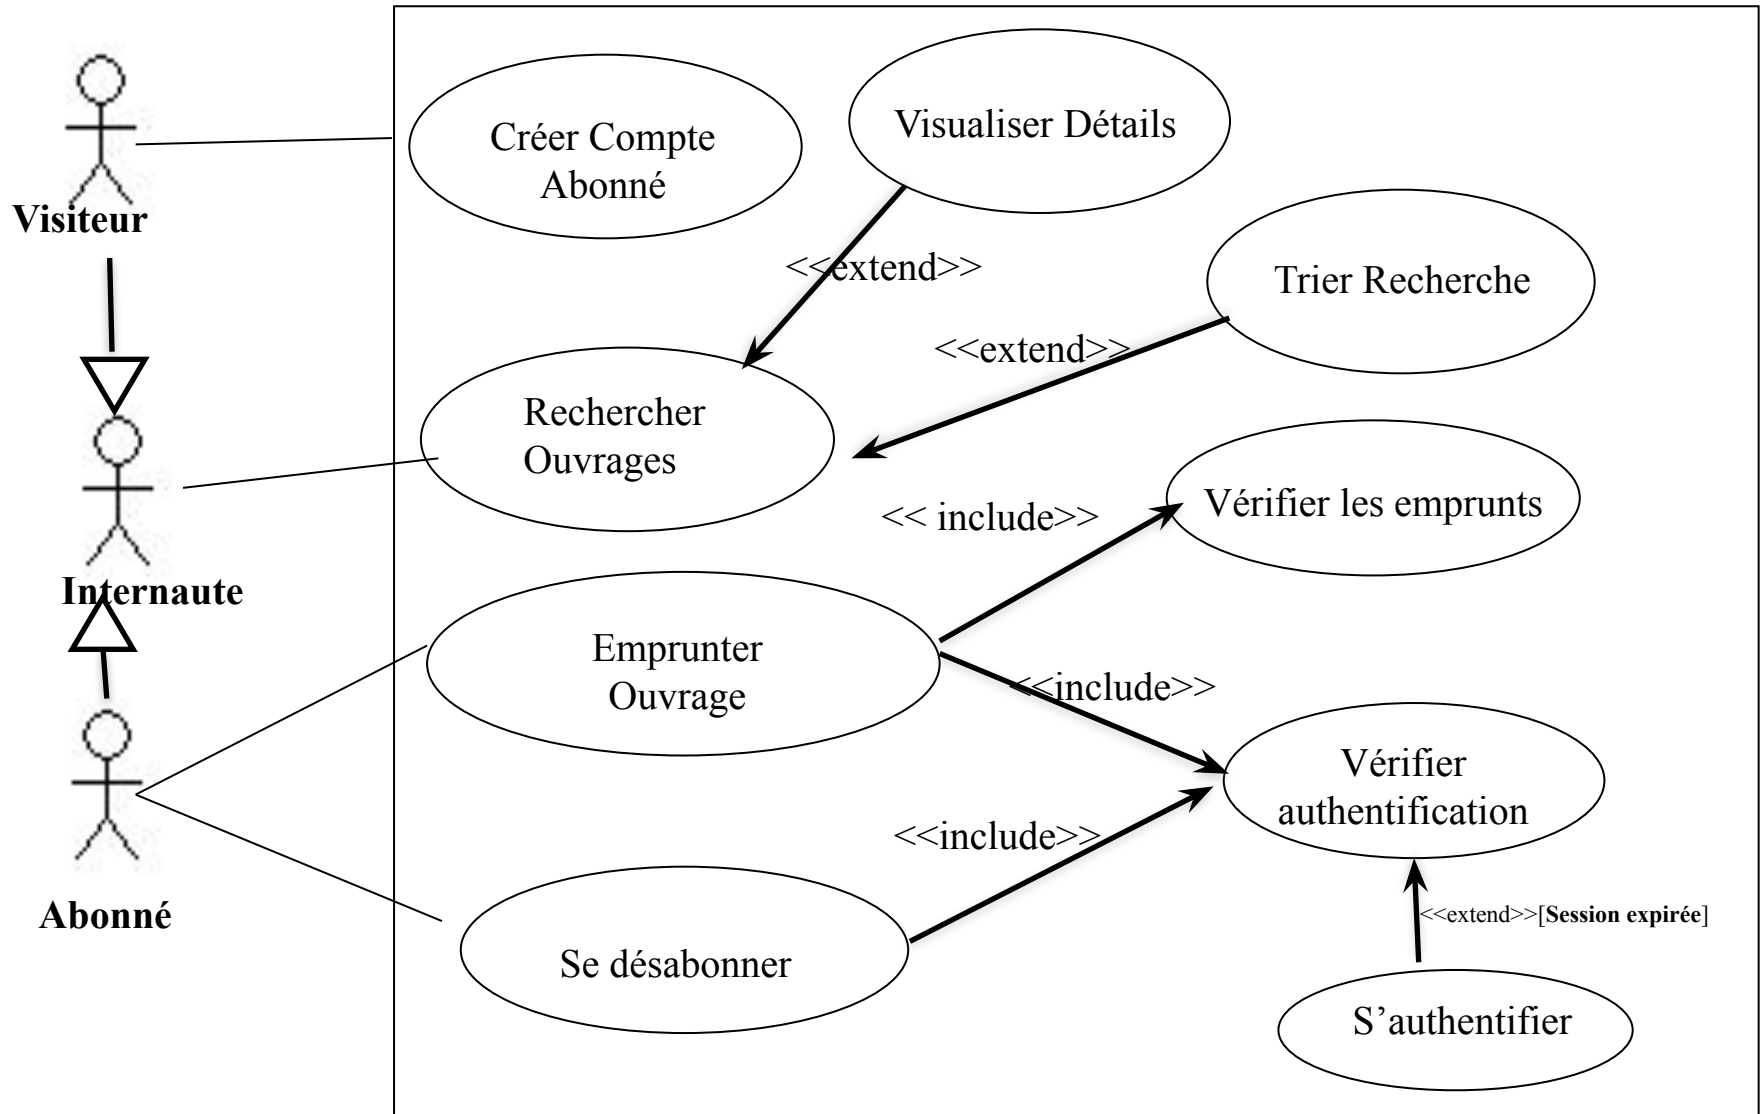 Visualiser Détails
Créer Compte
Abonné
Visiteur
<<extend>>
Trier Recherche
<<extend>>
Rechercher
Ouvrages
Vérifier les emprunts
<< include>>
Internaute
Emprunter
Ouvrage
<<include>>
Vérifier
authentification
<<include>>
Abonné
<<extend>>[Session expirée]
Se désabonner
S’authentifier